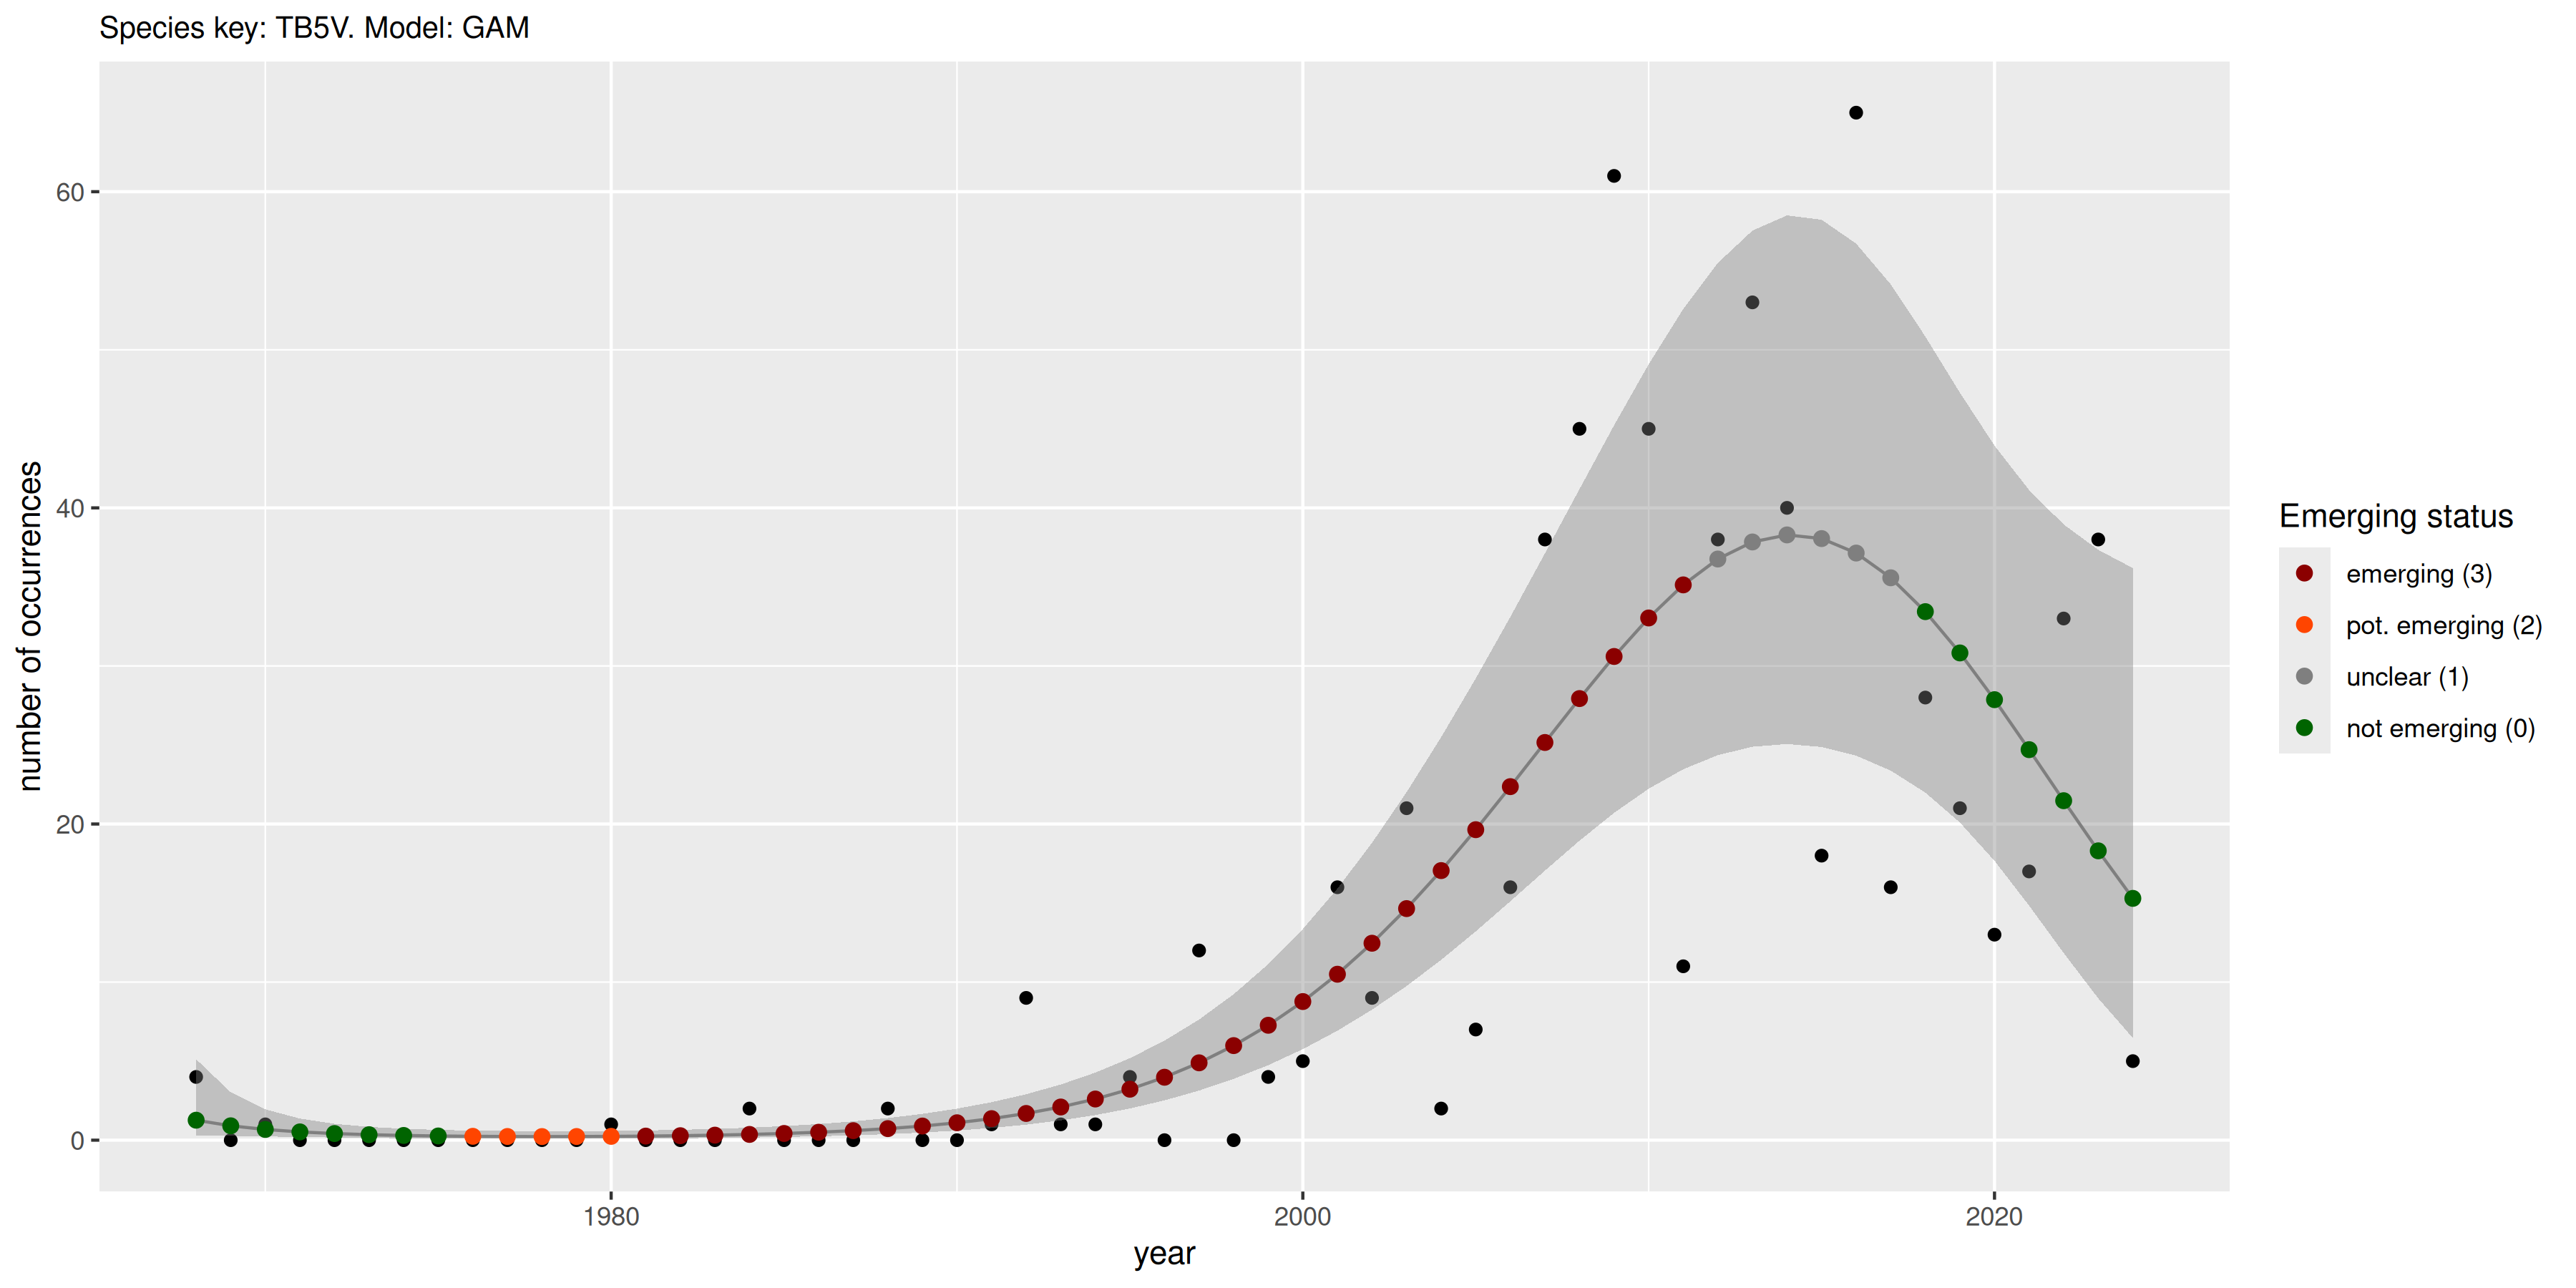 Species key: TB5V. Model: GAM
60
40
20
0
number of occurrences
1980
2000
2020
year
Emerging status
emerging (3)
pot. emerging (2)
unclear (1)
not emerging (0)